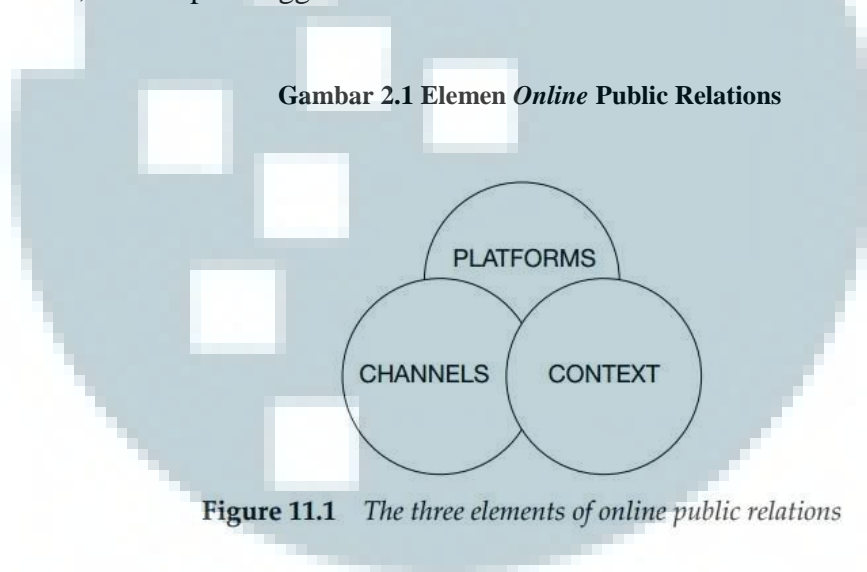 Gambar 2.1 Elemen Online Public Relations
PLATFORMS
CHANNELS CONTEXT
Figure 11.1 The three elements of online public relations